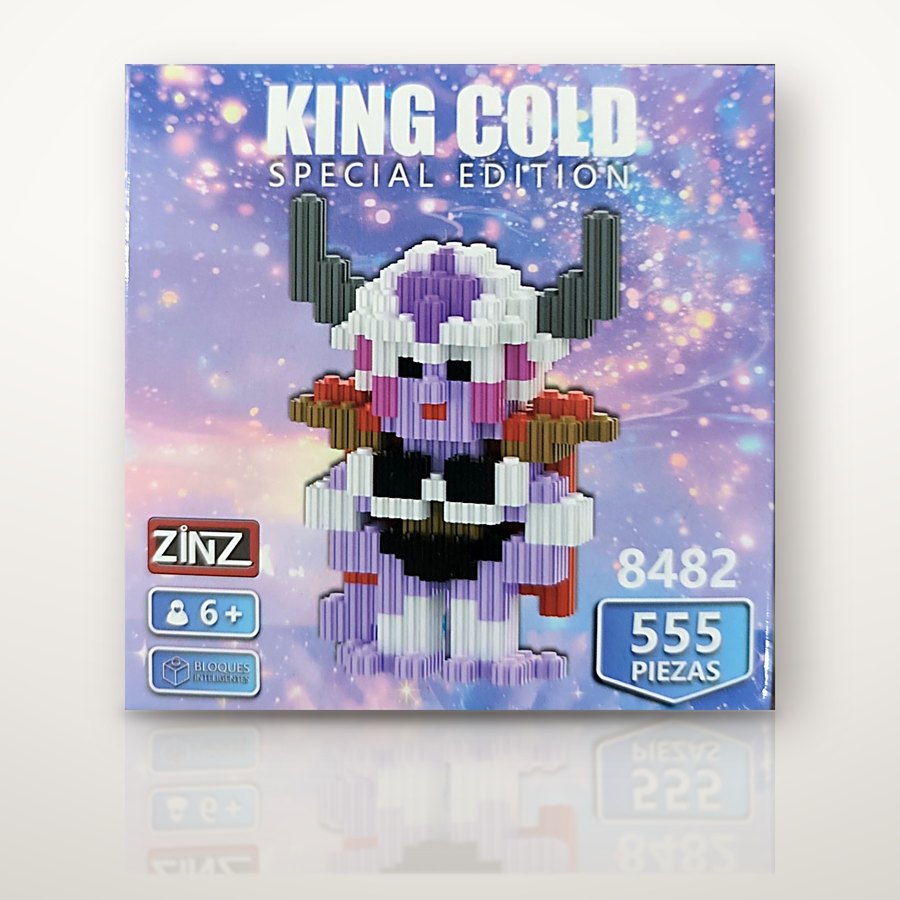 KING COLD
SPECIAL EDITION
ZINZ
6+
BLOQUES
INTELIGENTES
8482
555
PIEZAS